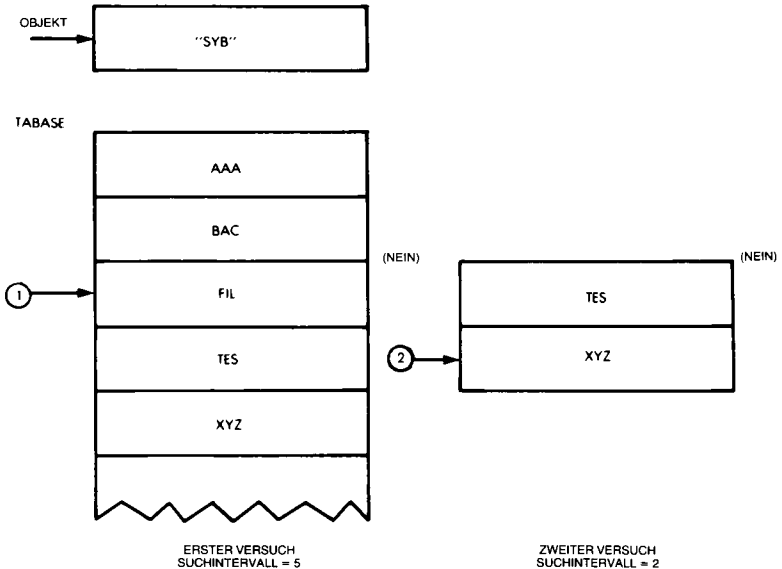 OBJEKT
"SYB"
TABASE
AAA
BAC
(NEIN)
(NEIN)
1
FIL
TES
2
TES
XYZ
XYZ
ERSTER VERSUCH
SUCHINTERVALL = 5
ZWEITER VERSUCH
SUCHINTERVALL = 2